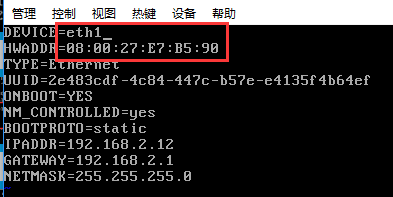 管理 控制 视图 热键 设备 帮助
DEVICE=eth1_
HWADDR=08:00:27:E7:B5:90
TYPE=Ethernet
UUID=2e483cdf-4c84-447c-b57e-e4135f4b64ef
ONBOOT=YES
NM_CONTROLLED=yes
BOOTPROTO=static
IPADDR=192.168.2.12
GATEWAY=192.168.2.1
NETMASK=255.255.255.0